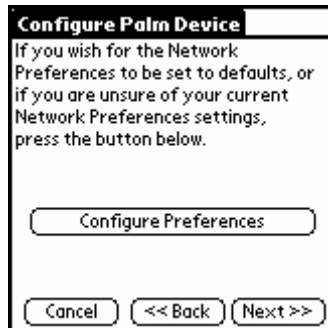 Configure Palm Device
If you wish for the Network
Preferences to be set to defaults, or
if you are unsure of your current
Network Preferences settings,
press the button below.
Configure Preferences
Cancel << Back Next >>